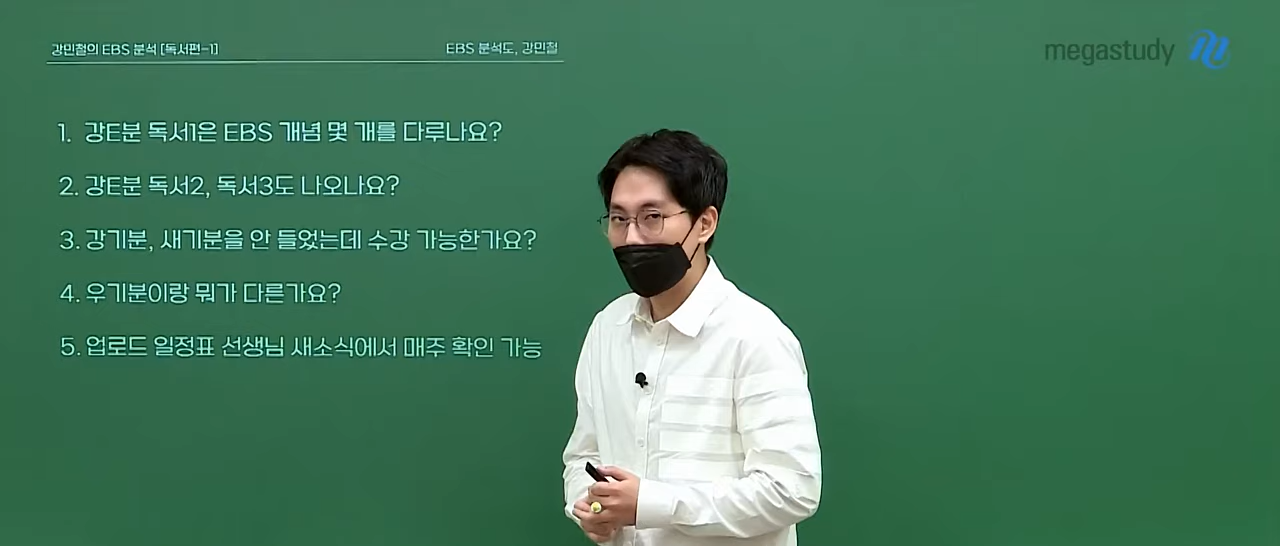 강민철의 EBS 분석 [독서편-1]
EBS 분석도, 강민철
megastudy
1. 강E분 독서1은 EBS 개념 몇 개를 다루나요?
2. 강E분 독서2, 독서3도 나오나요?
3. 강기분, 새기분을 안 들었는데 수강 가능한가요?
4. 우기분이랑 뭐가 다른가요?
5. 업로드 일정표 선생님 새소식에서 매주 확인 가능